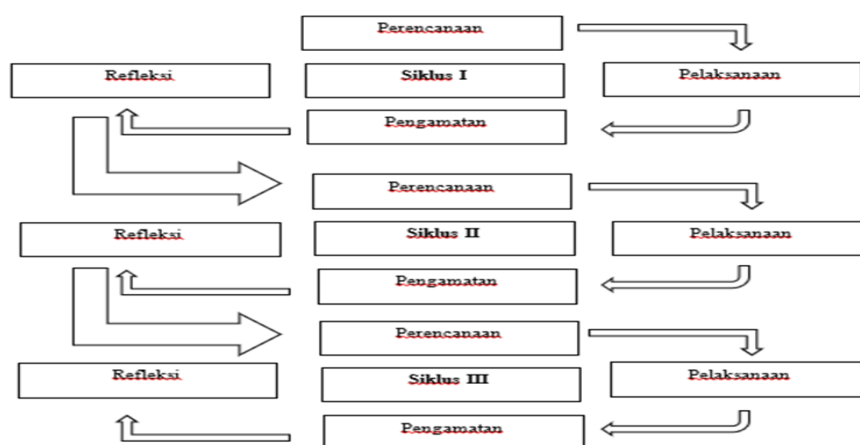 Perencanaan
Refleksi
Siklus I
Pelaksanaan
Pengamatan
Perencanaan
Refleksi
Siklus II
Pelaksanaan
Pengamatan
Perencanaan
Refleksi
Siklus III
Pelaksanaan
Pengamatan